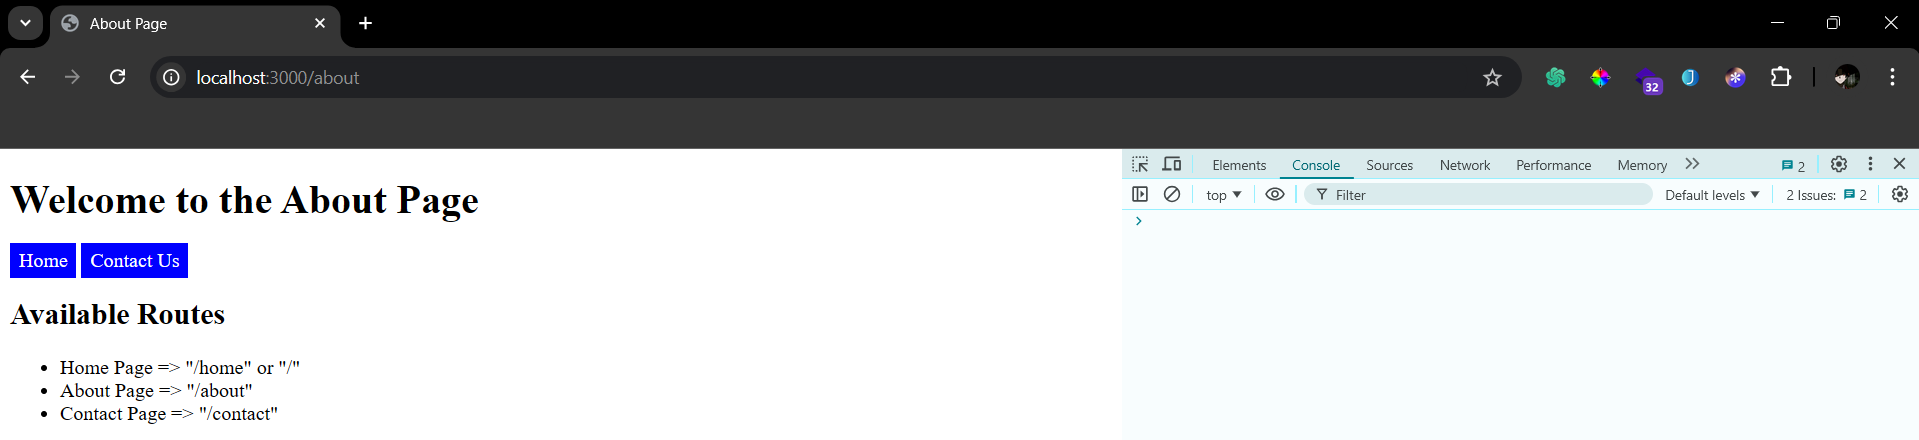 About Page
localhost:3000/about
32
Elements Console Sources Network Performance Memory 2
top Filter Default levels 2 Issues: 2
Welcome to the About Page
Home Contact Us
Available Routes
Home Page => "/home" or "/"
About Page => "/about"
Contact Page => "/contact"